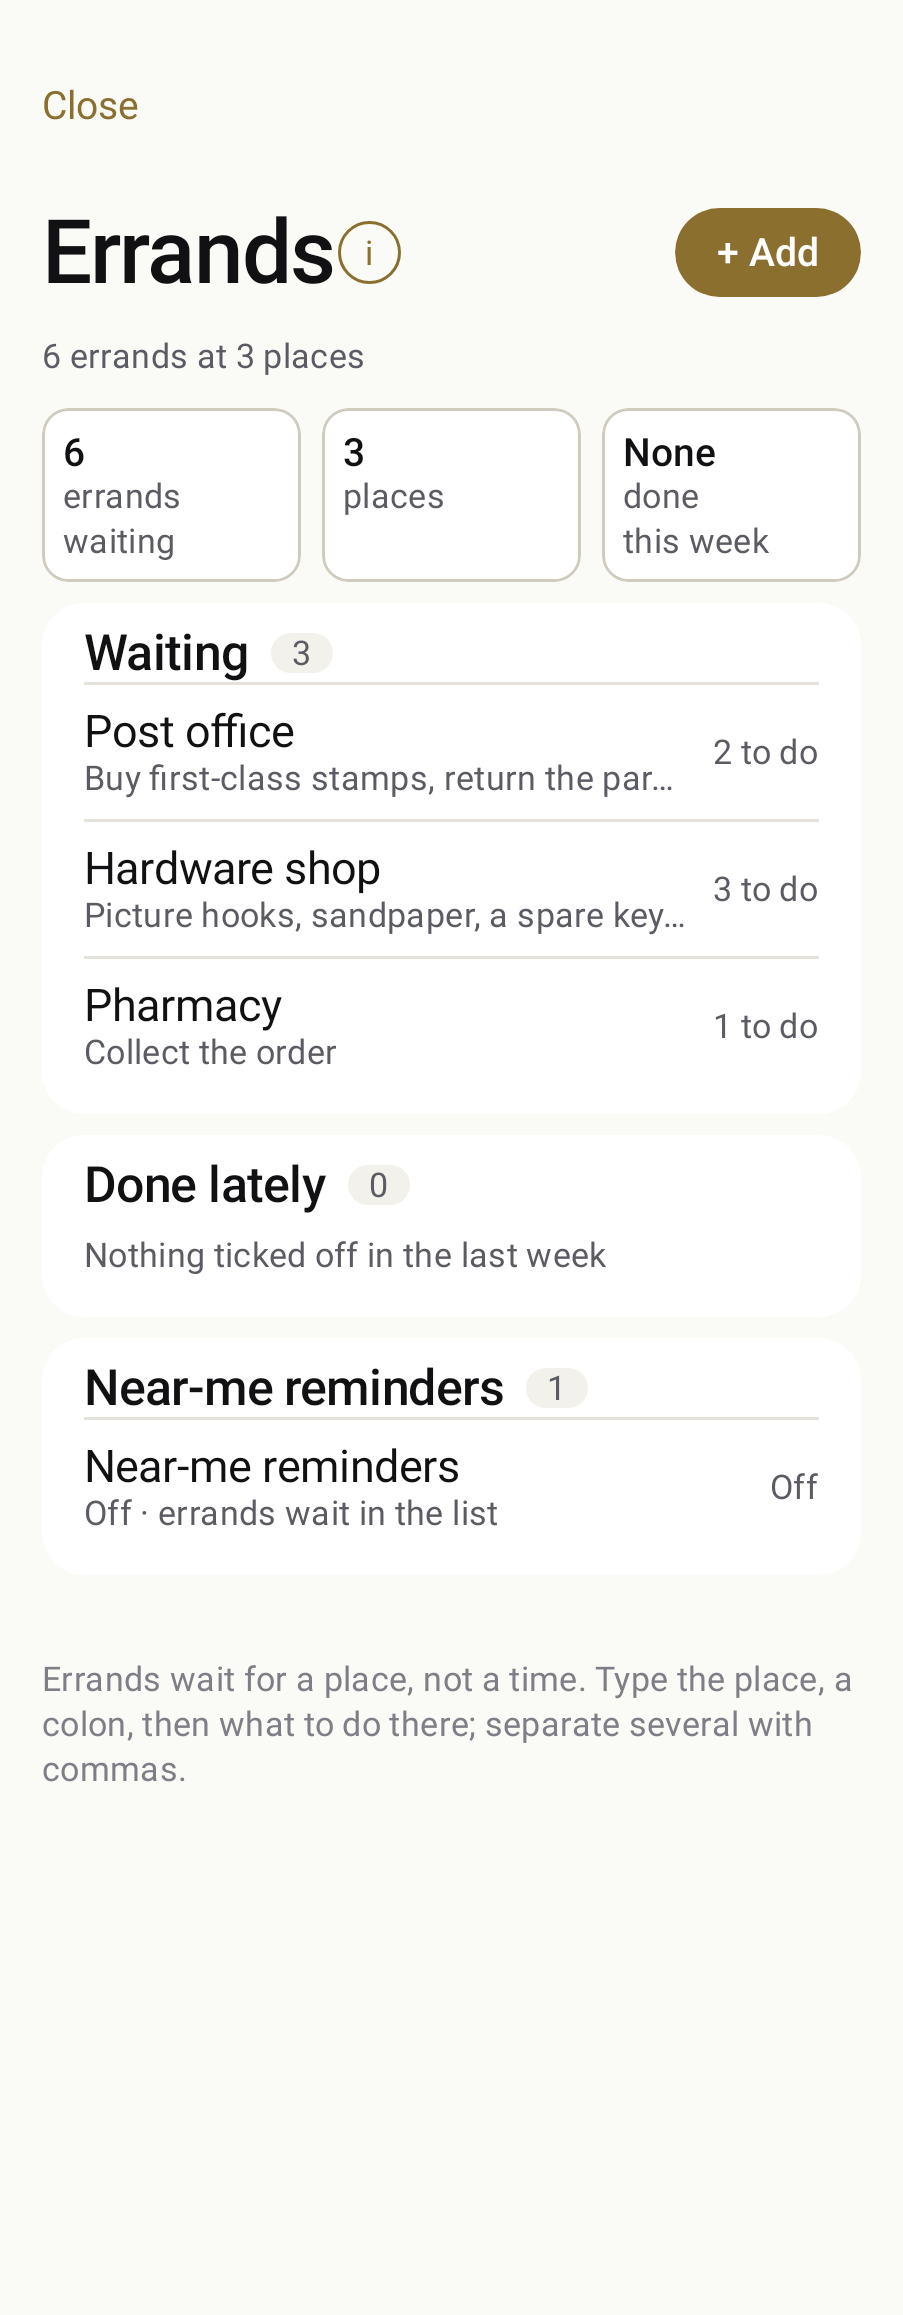 Close
Errands i
+ Add
6 errands at 3 places
6
errands
waiting
3
places
None
done
this week
Waiting 3
Post office
Buy first-class stamps, return the par…
2 to do
Hardware shop
Picture hooks, sandpaper, a spare key…
3 to do
Pharmacy
Collect the order
1 to do
Done lately 0
Nothing ticked off in the last week
Near-me reminders 1
Near-me reminders
Off · errands wait in the list
Off
Errands wait for a place, not a time. Type the place, a
colon, then what to do there; separate several with
commas.